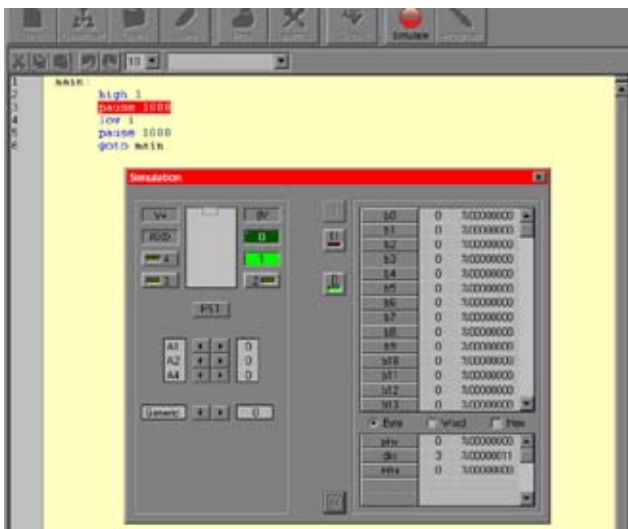 Simulate
10
1 main:
2 high 1
3 pause 1000
4 low 1
5 pause 1000
6 goto main
Simulation
V+ 0V
RXD 0
4 1
3 2
RST
A1 0
A2 0
A4 0
Generic 0
b0 0 %00000000
b1 0 %00000000
b2 0 %00000000
b3 0 %00000000
b4 0 %00000000
b5 0 %00000000
b6 0 %00000000
b7 0 %00000000
b8 0 %00000000
b9 0 %00000000
b10 0 %00000000
b11 0 %00000000
b12 0 %00000000
b13 0 %00000000
Byte Word Hex
pins 0 %00000000
dirs 3 %00000011
infra 0 %00000000